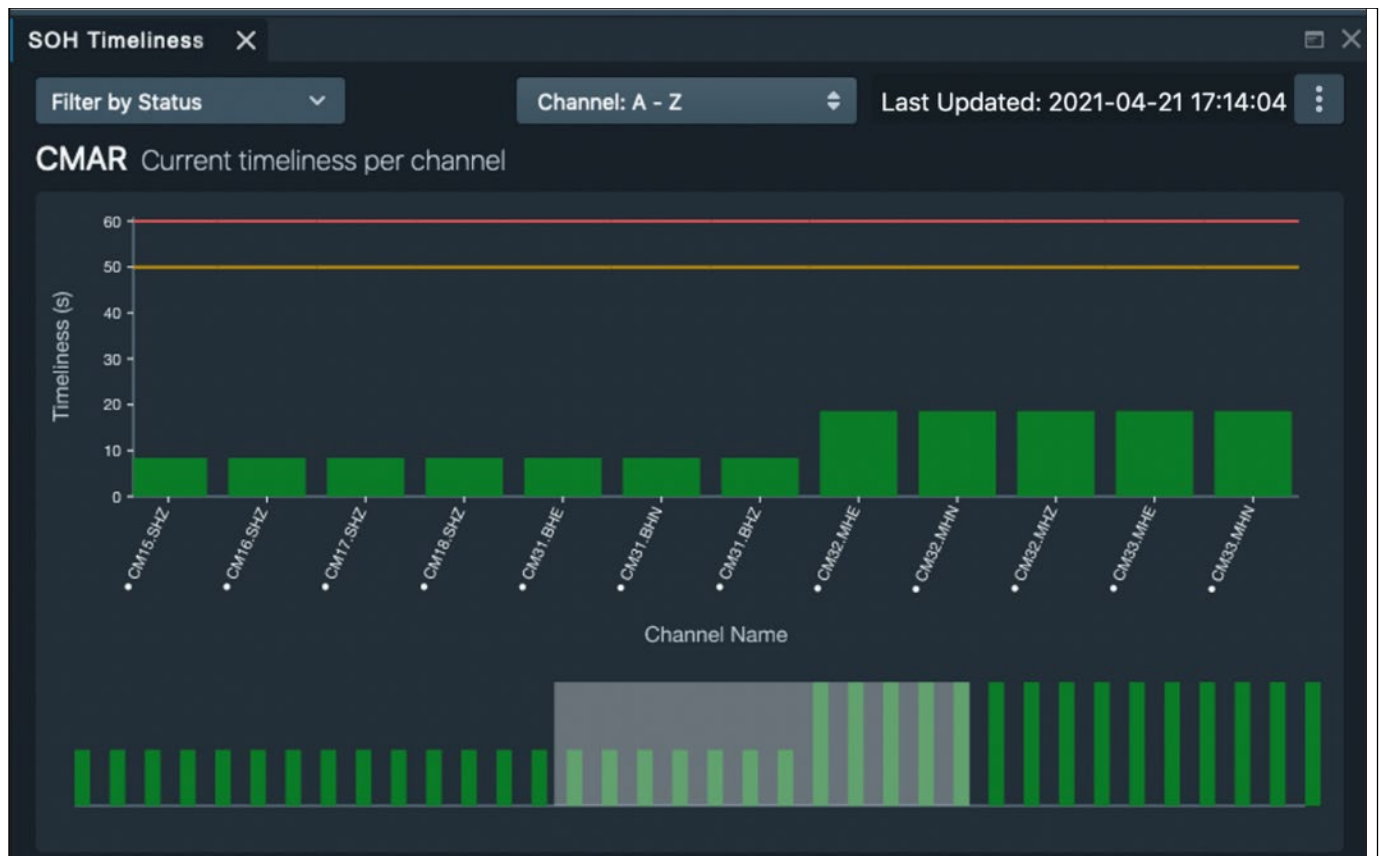 SOH Timeliness
Filter by Status
Channel: A - Z
Last Updated: 2021-04-21 17:14:04
CMAR Current timeliness per channel
60
50
40
30
20
10
0
Timeliness (s)
CM15.SHZ
CM16.SHZ
CM17.SHZ
CM18.SHZ
CM31.BHE
CM31.BHN
CM31.BHZ
CM32.MHE
CM32.MHN
CM32.MHZ
CM33.MHE
CM33.MHN
Channel Name